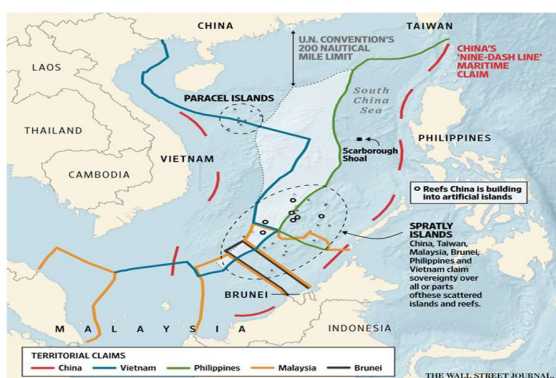 CHINA
TAIWAN
U.N. CONVENTION'S
200 NAUTICAL
MILE LIMIT
CHINA'S
'NINE-DASH LINE'
MARITIME
CLAIM
LAOS
South
China
Sea
PARACEL ISLANDS
THAILAND
VIETNAM
Scarborough
Shoal
PHILIPPINES
CAMBODIA
Reefs China is building
into artificial islands
SPRATLY
ISLANDS
China, Taiwan,
Malaysia, Brunei,
Philippines and
Vietnam claim
sovereignty over
all or parts
ofthese scattered
islands and reefs.
BRUNEI
MALAYSIA
INDONESIA
TERRITORIAL CLAIMS
China Vietnam Philippines Malaysia Brunei
THE WALL STREET JOURNAL.